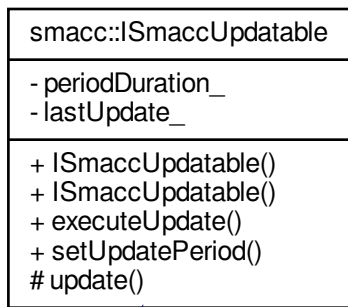 smacc::ISmaccUpdatable
- periodDuration_
- lastUpdate_
+ ISmaccUpdatable()
+ ISmaccUpdatable()
+ executeUpdate()
+ setUpdatePeriod()
# update()